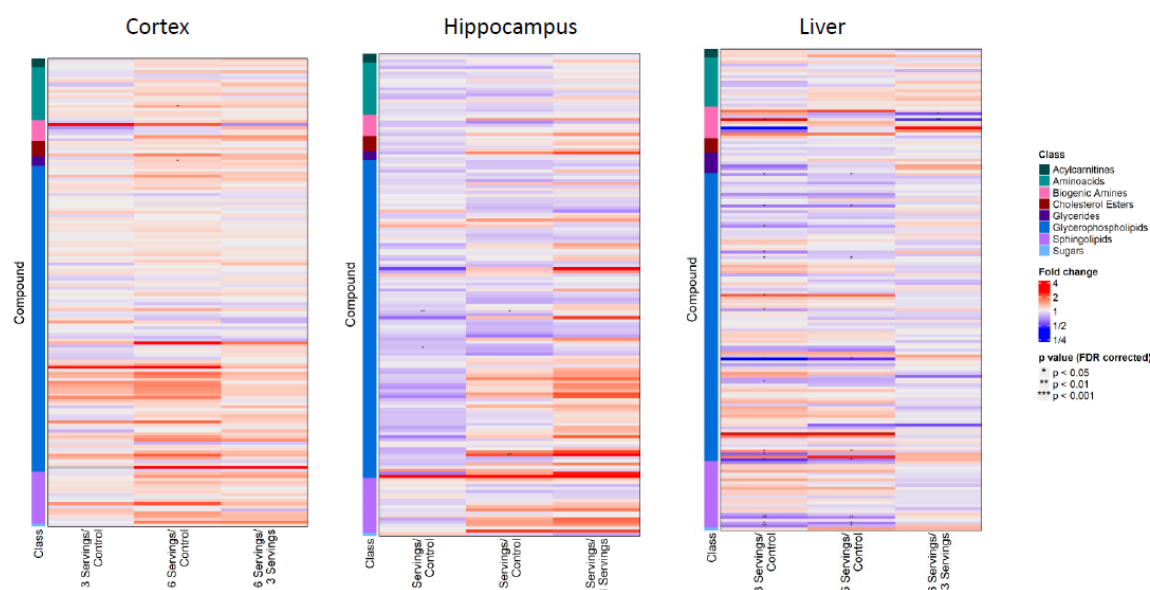 Cortex
Hippocampus
Liver
Compound
Class
3 Servings/
Control
6 Servings/
Control
6 Servings/
3 Servings
Compound
Class
Servings/
Control
Servings/
Control
Servings/
Servings
Compound
Class
Servings/
Control
Servings/
Control
Servings/
3 Servings
Class
Acylcarnitines
Aminoacids
Biogenic Amines
Cholesterol Esters
Glycerides
Glycerophospholipids
Sphingolipids
Sugars
Fold change
4
2
1
1/2
1/4
p value (FDR corrected)
* p < 0.05
** p < 0.01
*** p < 0.001